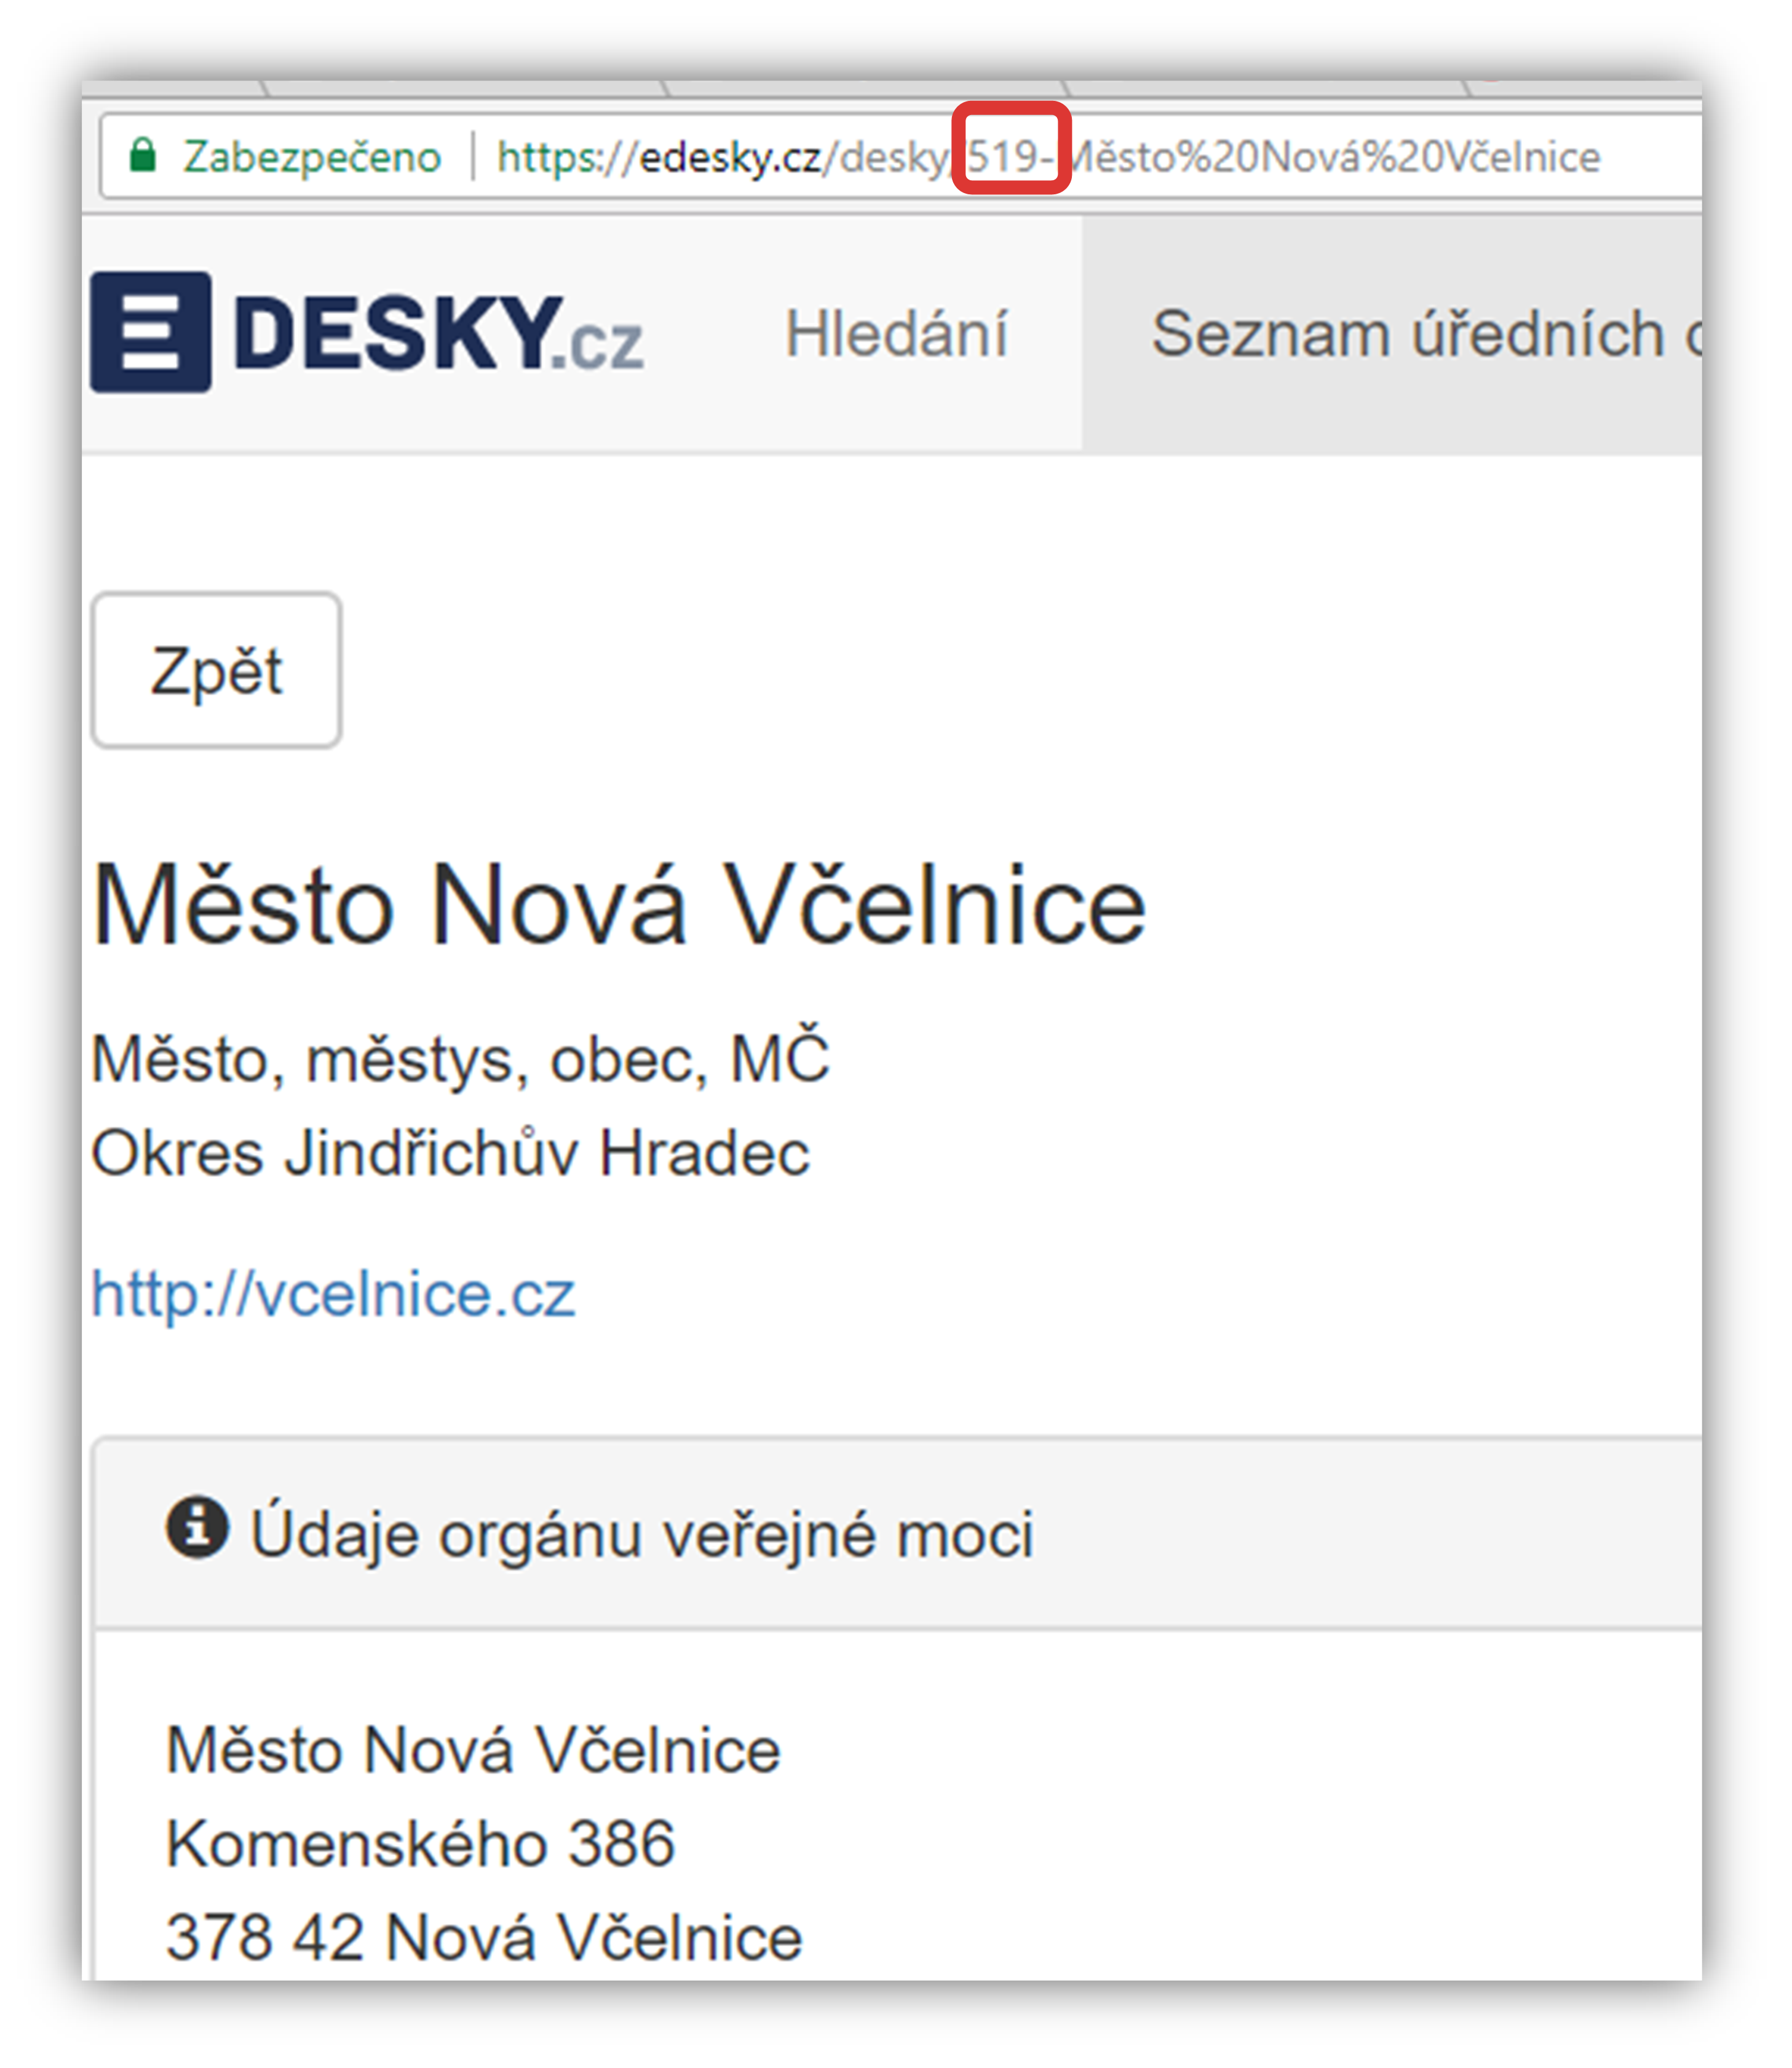 Zabezpečeno | https://edesky.cz/desky/519-Město%20Nová%20Včelnice
EDESKY.cz Hledání Seznam úředních
Zpět
Město Nová Včelnice
Město, městys, obec, MČ
Okres Jindřichův Hradec
http://vcelnice.cz
Údaje orgánu veřejné moci
Město Nová Včelnice
Komenského 386
378 42 Nová Včelnice